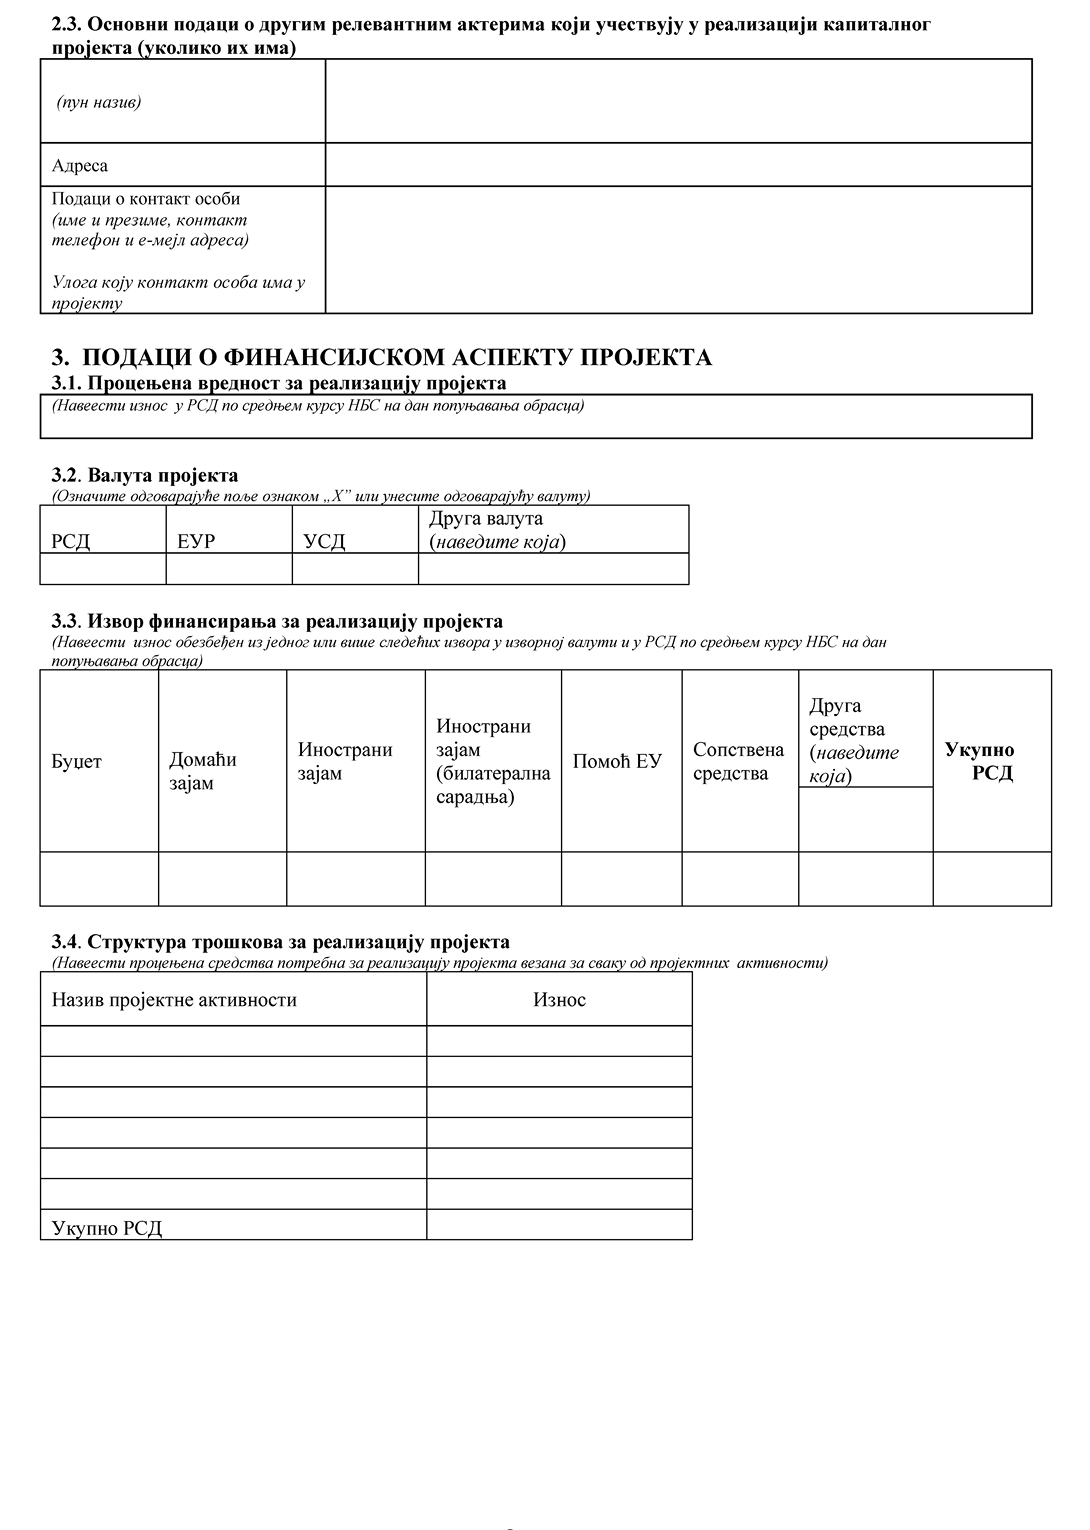 2.3. Основни подаци о другим релевантним актерима који учествују у реализацији капиталног
пројекта (уколико их има)
(пун назив)
Адреса
Подаци о контакт особи
(име и презиме, контакт
телефон и е-мејл адреса)
Улога коју контакт особа има у
пројекту
3. ПОДАЦИ О ФИНАНСИЈСКОМ АСПЕКТУ ПРОЈЕКТА
3.1. Процењена вредност за реализацију пројекта
(Навеести износ у РСД по средњем курсу НБС на дан попуњавања обрасца)
3.2. Валута пројекта
(Означите одговарајуће поље ознаком „X” или унесите одговарајућу валуту)
РСД
ЕУР
УСД
Друга валута
(наведите која)
3.3. Извор финансирања за реализацију пројекта
(Навеести износ обезбеђен из једног или више следећих извора у изворној валути и у РСД по средњем курсу НБС на дан
попуњавања обрасца)
Буџет
Домаћи
зајам
Инострани
зајам
Инострани
зајам
(билатерална
сарадња)
Помоћ ЕУ
Сопствена
средства
Друга
средства
(наведите
која)
Укупно
РСД
3.4. Структура трошкова за реализацију пројекта
(Навеести процењена средства потребна за реализацију пројекта везана за сваку од пројектних активности)
Назив пројектне активности
Износ
Укупно РСД